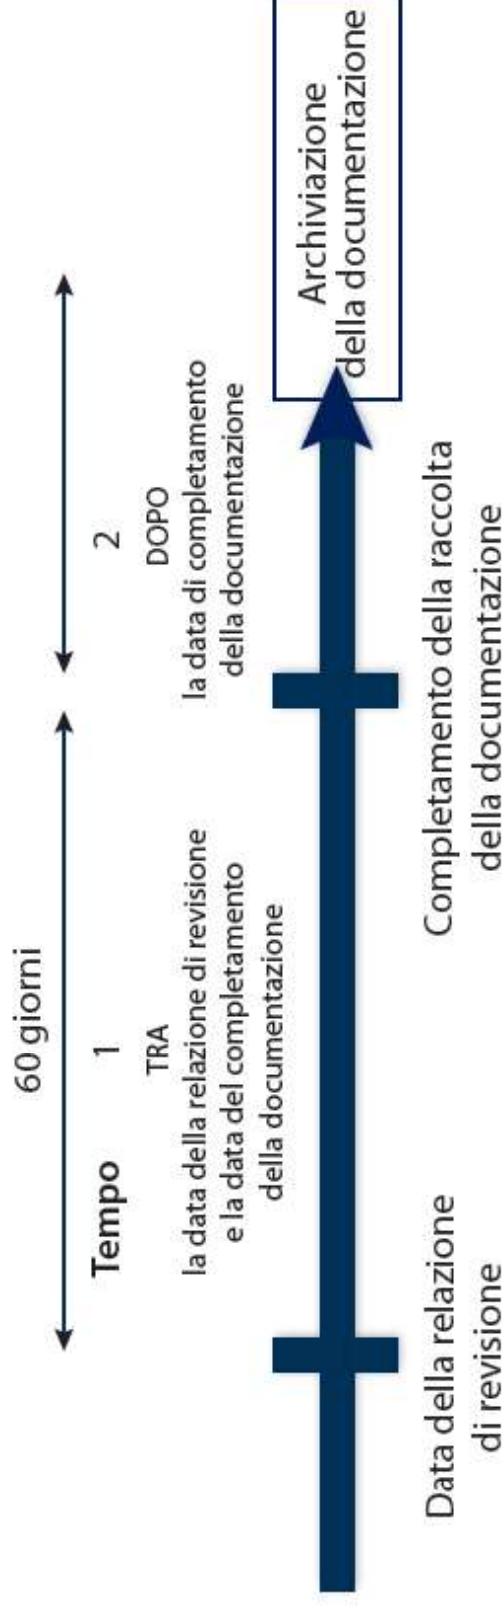 60 giorni
Tempo
1
2
TRA
la data della relazione di revisione
e la data del completamento
della documentazione
DOPO
la data di completamento
della documentazione
Archiviazione
della documentazione
Data della relazione
di revisione
Completamento della raccolta
della documentazione